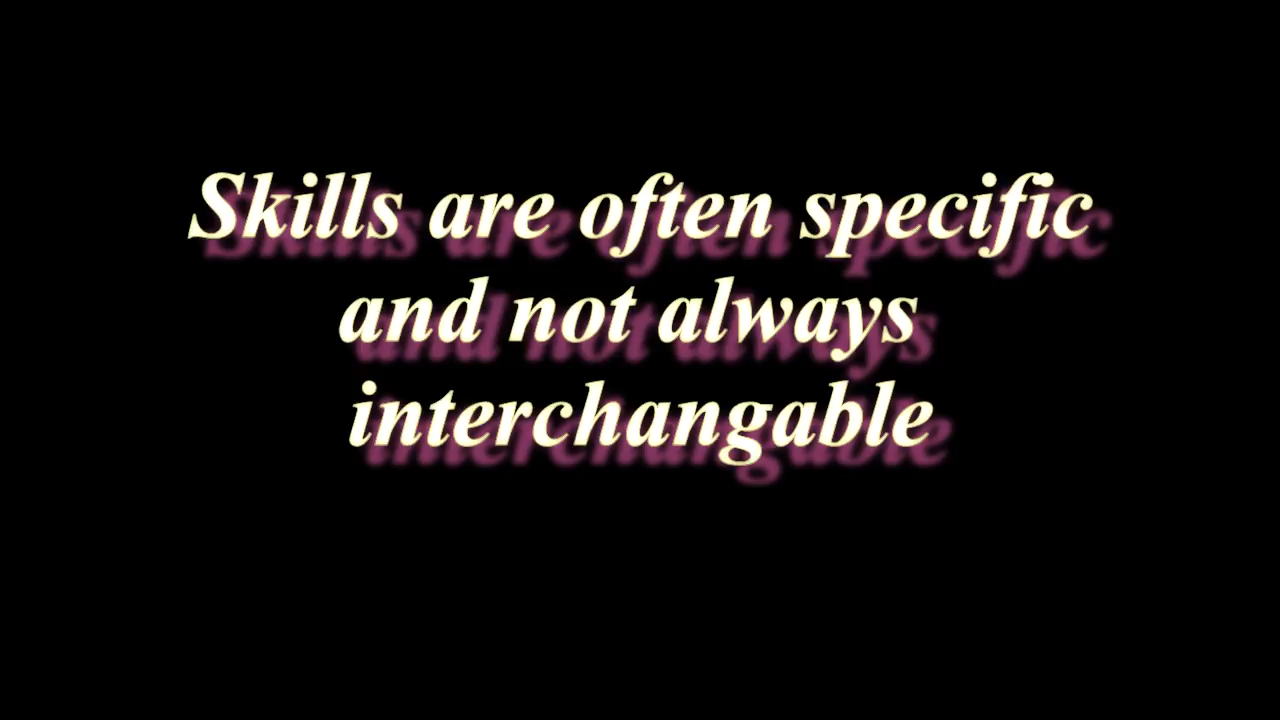 Skills are often specific
and not always
interchangable